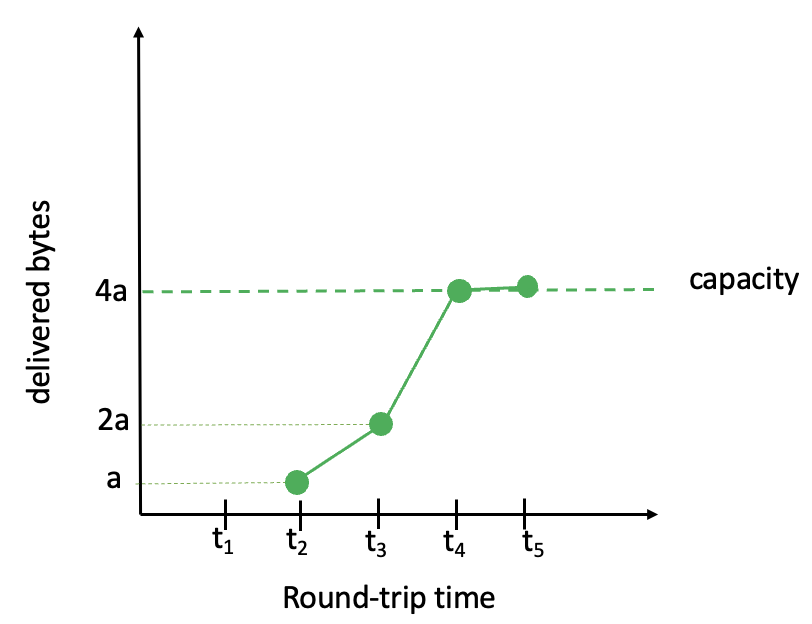 delivered bytes
4a
capacity
2a
a
t₁ t₂ t₃ t₄ t₅
Round-trip time